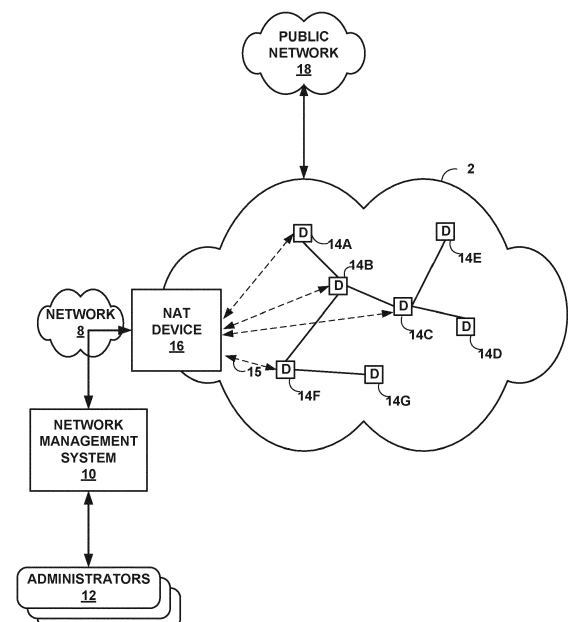 PUBLIC
NETWORK
18
2
D
14A
D
14E
14B
D
NETWORK
8
NAT
DEVICE
16
D
14C
D
14D
15
D
14F
D
14G
NETWORK
MANAGEMENT
SYSTEM
10
ADMINISTRATORS
12